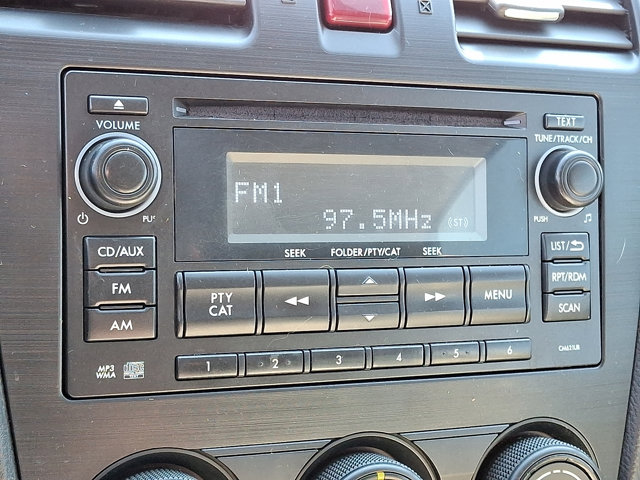 TEXT
VOLUME
TUNE/TRACK/CH
FM1
97.5MHz (ST)
PUSH
SEEK FOLDER/PTY/CAT SEEK
CD/AUX
LIST/
FM
PTY
CAT
MENU
RPT/RDM
AM
SCAN
1 2 3 4 5 6
MP3
WMA